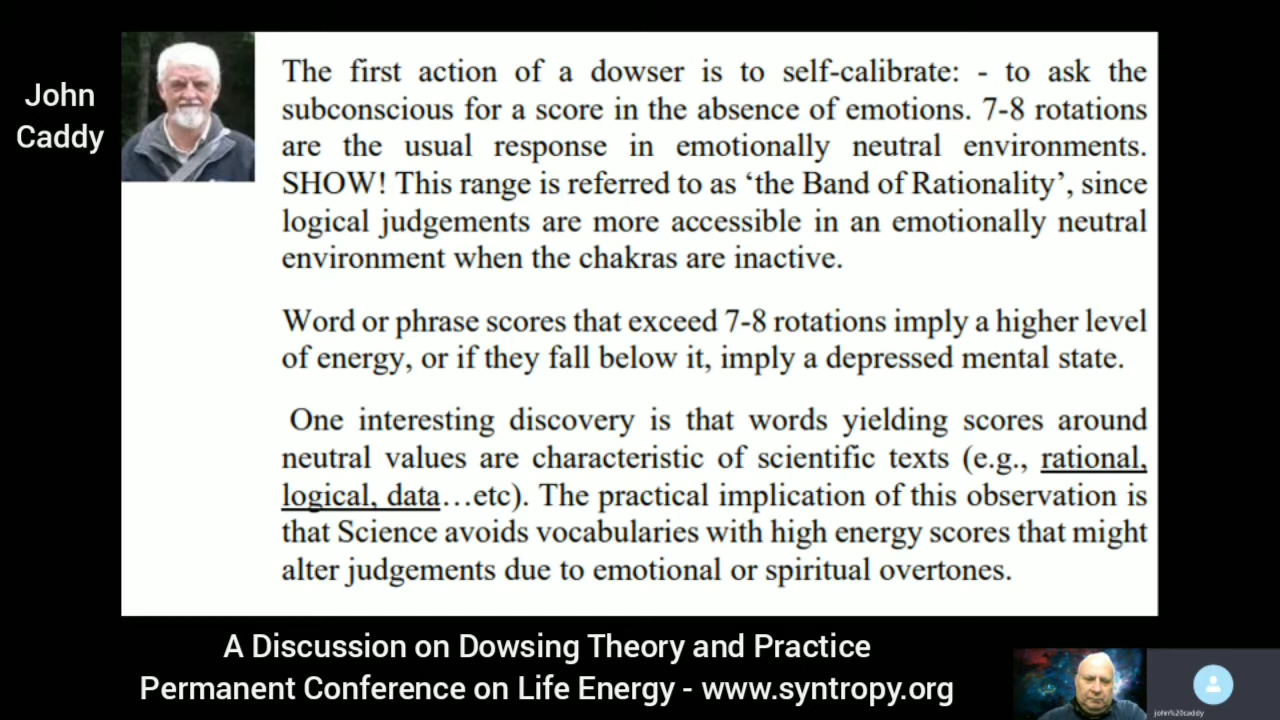 John
Caddy
The first action of a dowser is to self-calibrate: - to ask the
subconscious for a score in the absence of emotions. 7-8 rotations
are the usual response in emotionally neutral environments.
SHOW! This range is referred to as ‘the Band of Rationality’, since
logical judgements are more accessible in an emotionally neutral
environment when the chakras are inactive.
Word or phrase scores that exceed 7-8 rotations imply a higher level
of energy, or if they fall below it, imply a depressed mental state.
One interesting discovery is that words yielding scores around
neutral values are characteristic of scientific texts (e.g., rational,
logical, data…etc). The practical implication of this observation is
that Science avoids vocabularies with high energy scores that might
alter judgements due to emotional or spiritual overtones.
A Discussion on Dowsing Theory and Practice
Permanent Conference on Life Energy - www.syntropy.org
john%20caddy